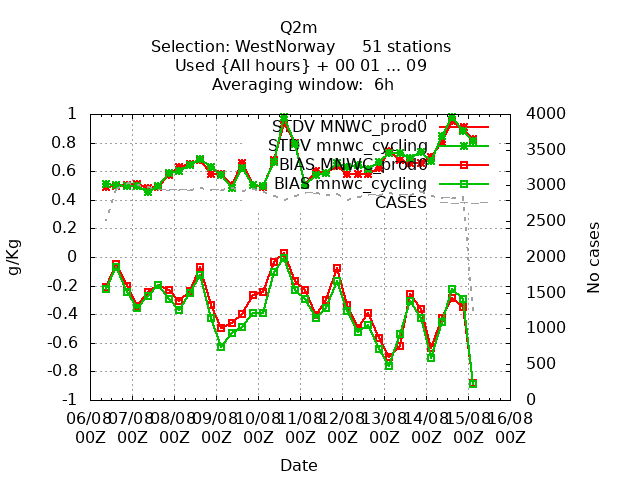 Q2m
Selection: WestNorway 51 stations
Used {All hours} + 00 01 ... 09
Averaging window: 6h
STDV MNWC_prod0
STDV mnwc_cycling
BIAS MNWC_prod0
BIAS mnwc_cycling
CASES
1
0.8
0.6
0.4
0.2
0
-0.2
-0.4
-0.6
-0.8
-1
g/Kg
4000
3500
3000
2500
2000
1500
1000
500
0
No cases
06/08 07/08 08/08 09/08 10/08 11/08 12/08 13/08 14/08 15/08 16/08
00Z 00Z 00Z 00Z 00Z 00Z 00Z 00Z 00Z 00Z 00Z
Date